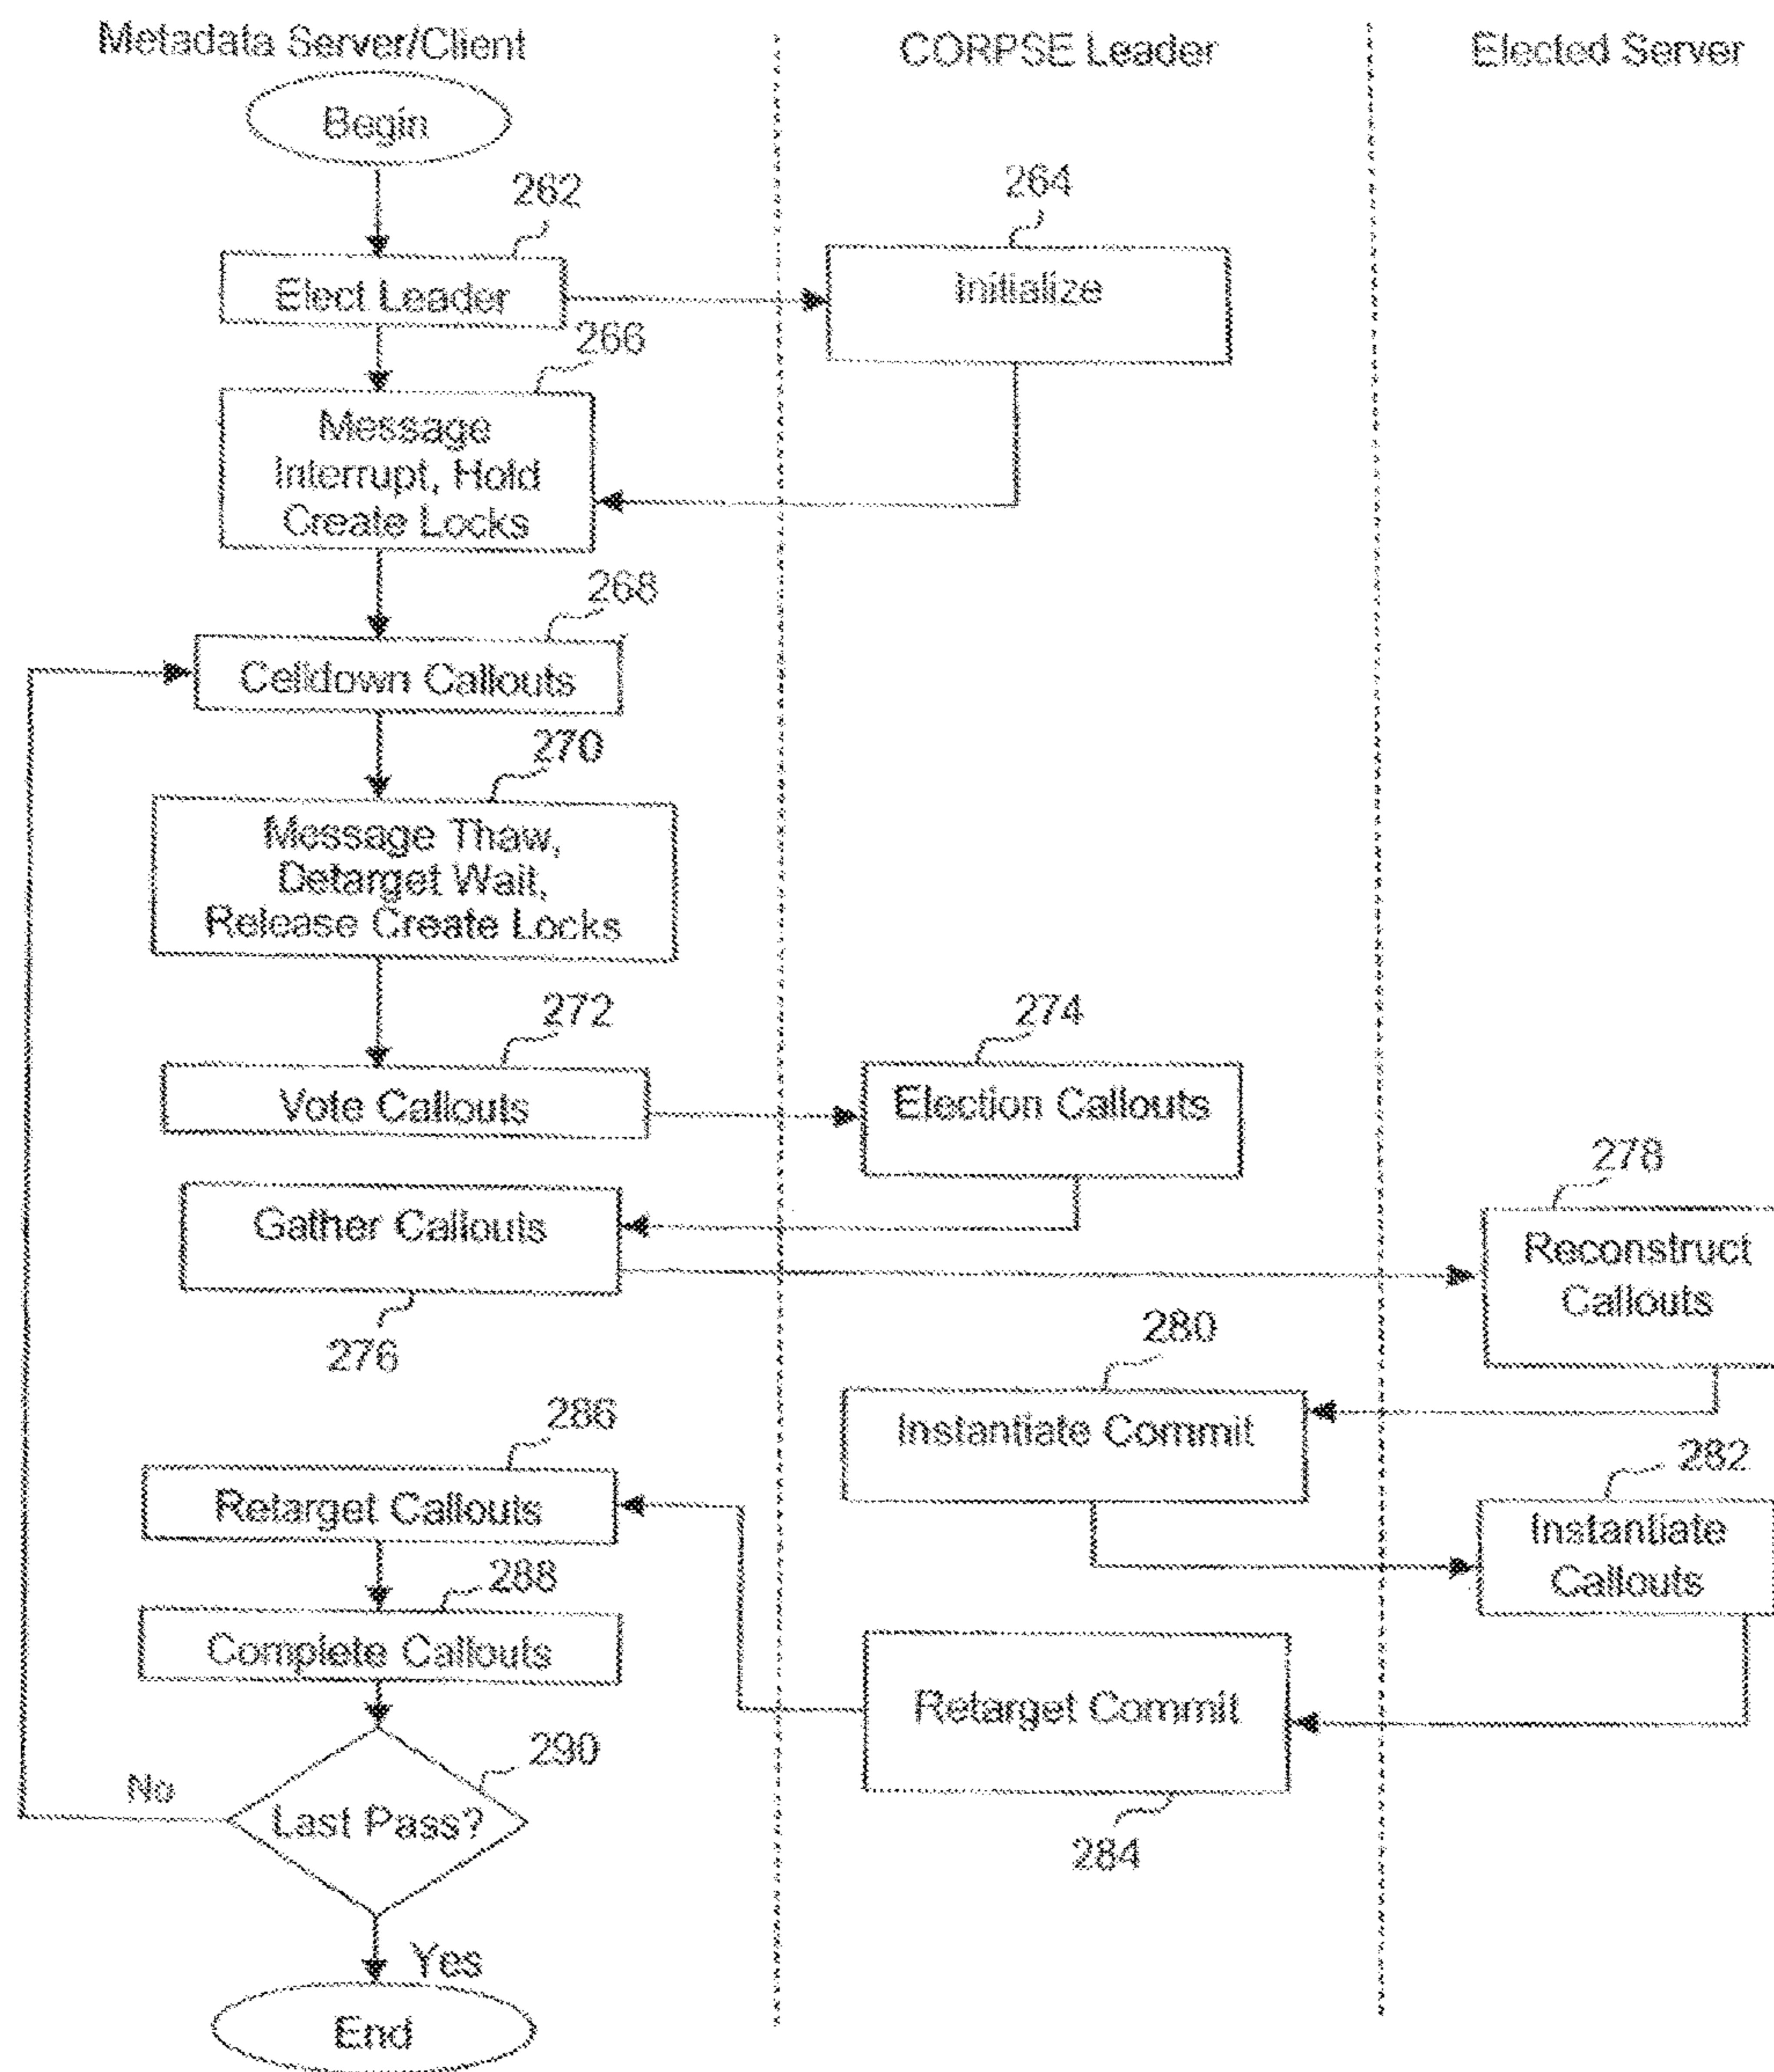 Metadata Server/Client
CORPSE Leader
Elected Server
Begin
262
264
Elect Leader
Initialize
266
Message
Interrupt, Hold
Create Locks
268
Celldown Callouts
270
Message Thaw,
Detarget Wait,
Release Create Locks
272
274
Vote Callouts
Election Callouts
278
Gather Callouts
Reconstruct
Callouts
276
280
286
Instantiate Commit
282
Retarget Callouts
Instantiate
Callouts
288
Complete Callouts
Retarget Commit
290
No
Last Pass?
284
Yes
End